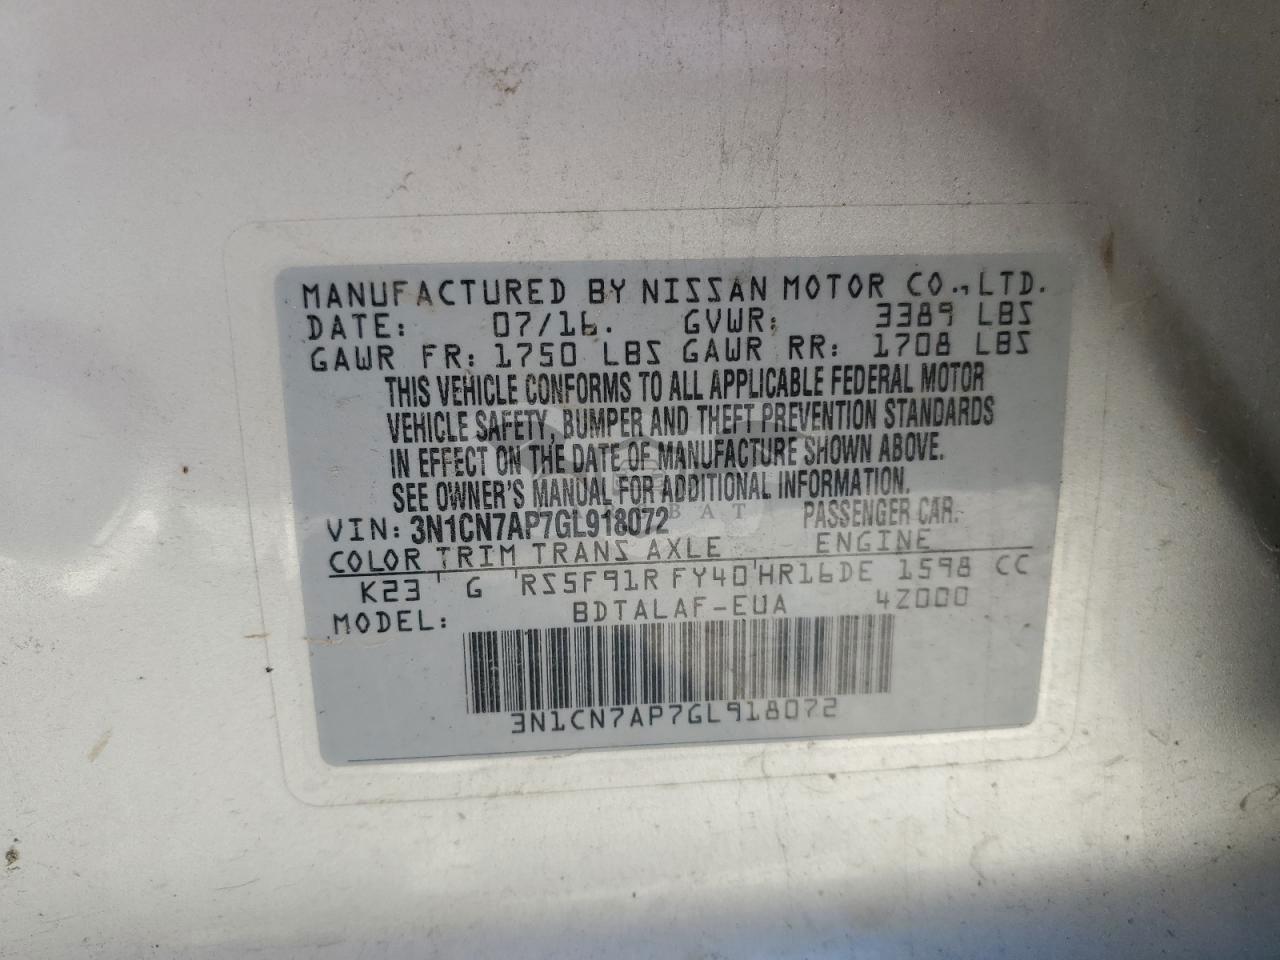 MANUFACTURED BY NISSAN MOTOR CO., LTD.
DATE: 07/16. GVWR: 3389 LBS
GAWR FR: 1750 LBS GAWR RR: 1708 LBS
THIS VEHICLE CONFORMS TO ALL APPLICABLE FEDERAL MOTOR
VEHICLE SAFETY, BUMPER AND THEFT PREVENTION STANDARDS
IN EFFECT ON THE DATE OF MANUFACTURE SHOWN ABOVE.
SEE OWNER'S MANUAL FOR ADDITIONAL INFORMATION.
VIN: 3N1CN7AP7GL918072 PASSENGER CAR.
COLOR TRIM TRANS AXLE ENGINE
K23 G RS5F91R FY40 HR16DE 1598 CC
MODEL: BDTALAF-EUA 4Z000
3N1CN7AP7GL918072